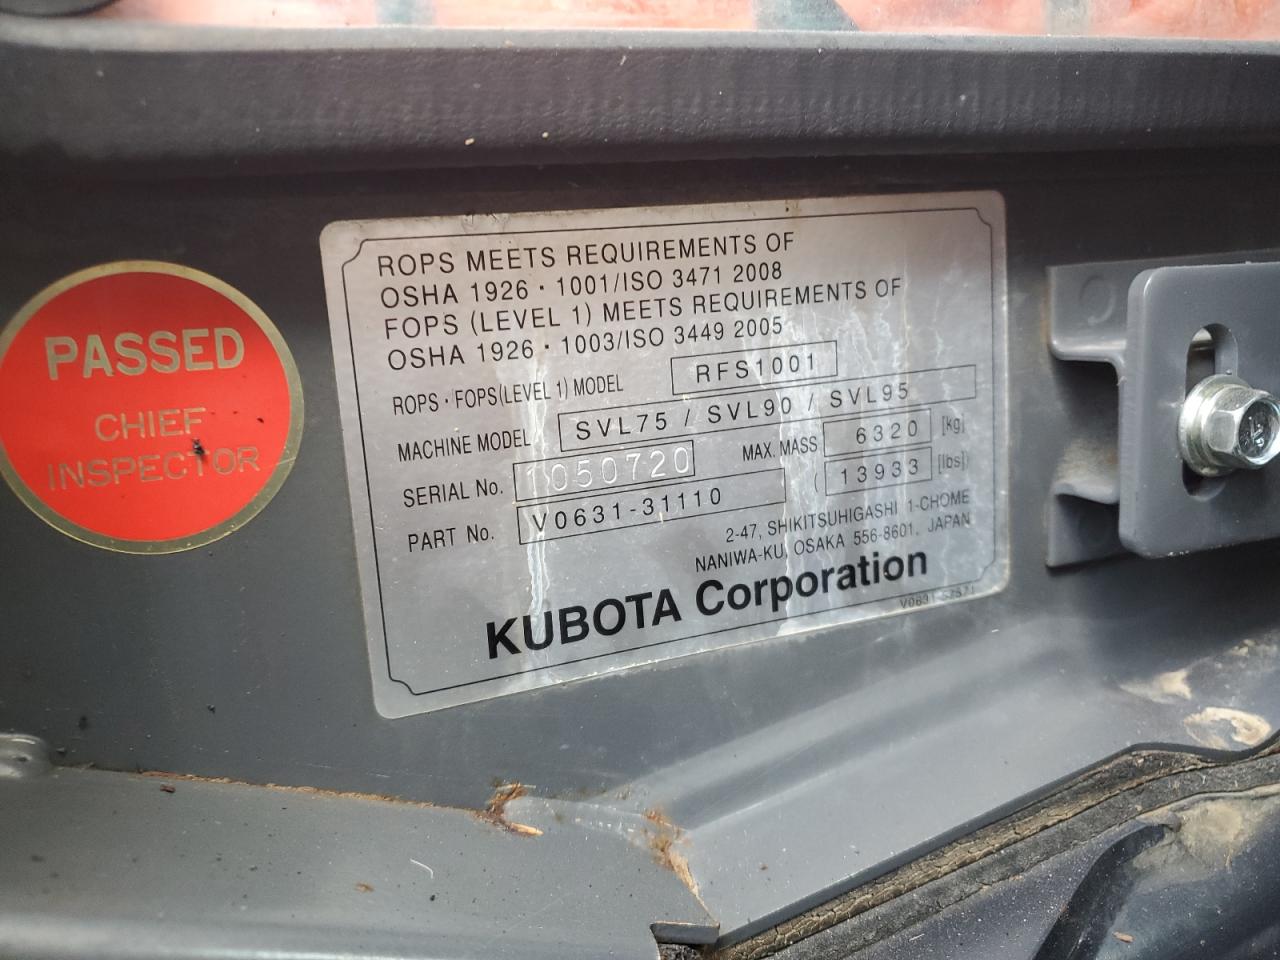 PASSED
CHIEF
INSPECTOR
ROPS MEETS REQUIREMENTS OF
OSHA 1926・1001/ISO 3471 2008
FOPS (LEVEL 1) MEETS REQUIREMENTS OF
OSHA 1926・1003/ISO 3449 2005
ROPS・FOPS(LEVEL 1) MODEL RFS1001
MACHINE MODEL SVL75 / SVL90 / SVL95
SERIAL No. 1050720 MAX. MASS 6320 [kg]
(13933 [lbs])
PART No. V0631-31110
2-47, SHIKITSUHIGASHI 1-CHOME
NANIWA-KU, OSAKA 556-8601, JAPAN
KUBOTA Corporation